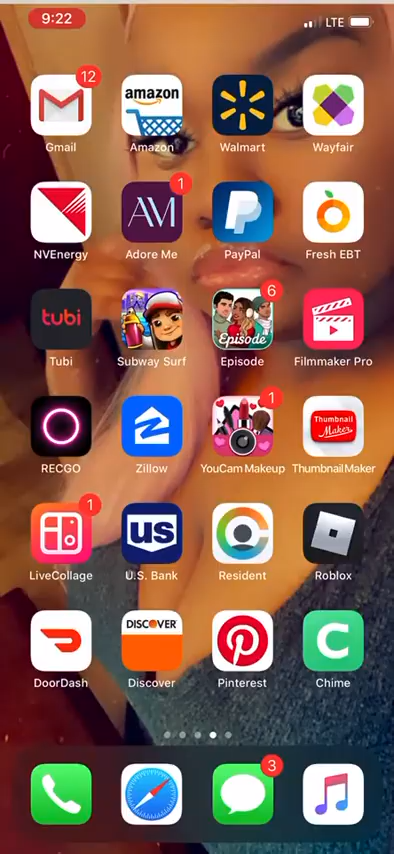 9:22
LTE
12
amazon
Gmail
Amazon
Walmart
Wayfair
1
AM
NVEnergy
Adore Me
PayPal
Fresh EBT
tubi
6
Episode
Tubi
Subway Surf
Episode
Filmmaker Pro
1
Thumbnail
Maker
RECGO
Zillow
YouCam Makeup
ThumbnailMaker
1
us
LiveCollage
U.S. Bank
Resident
Roblox
DISCOVER
C
DoorDash
Discover
Pinterest
Chime
3